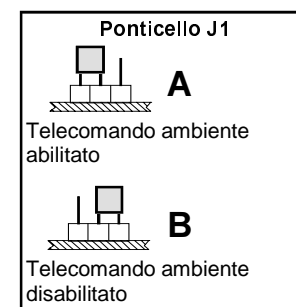 Ponticello J1
A
Telecomando ambiente
abilitato
B
Telecomando ambiente
disabilitato